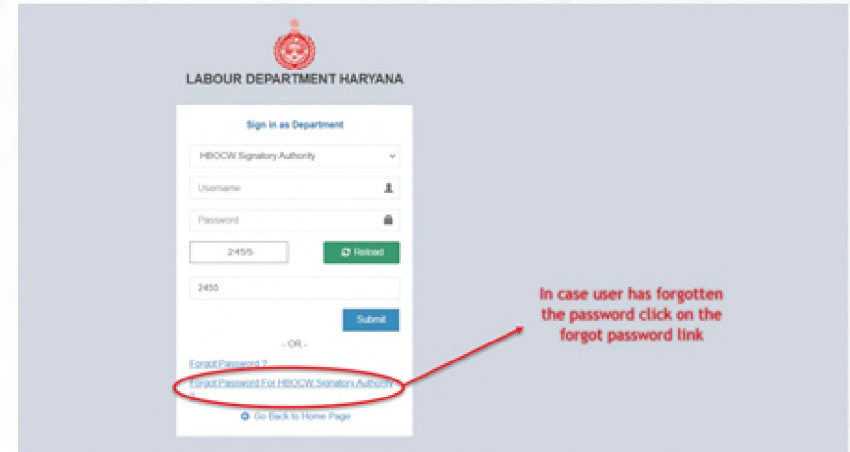 LABOUR DEPARTMENT HARYANA
Sign in as Department
HBOCW Signatory Authority
Username
Password
2455
Reload
2455
Submit
- OR -
Forgot Password ?
Forgot Password For HBOCW Signatory Authority
?
Go Back to Home Page
In case user has forgotten
the password click on the
forgot password link